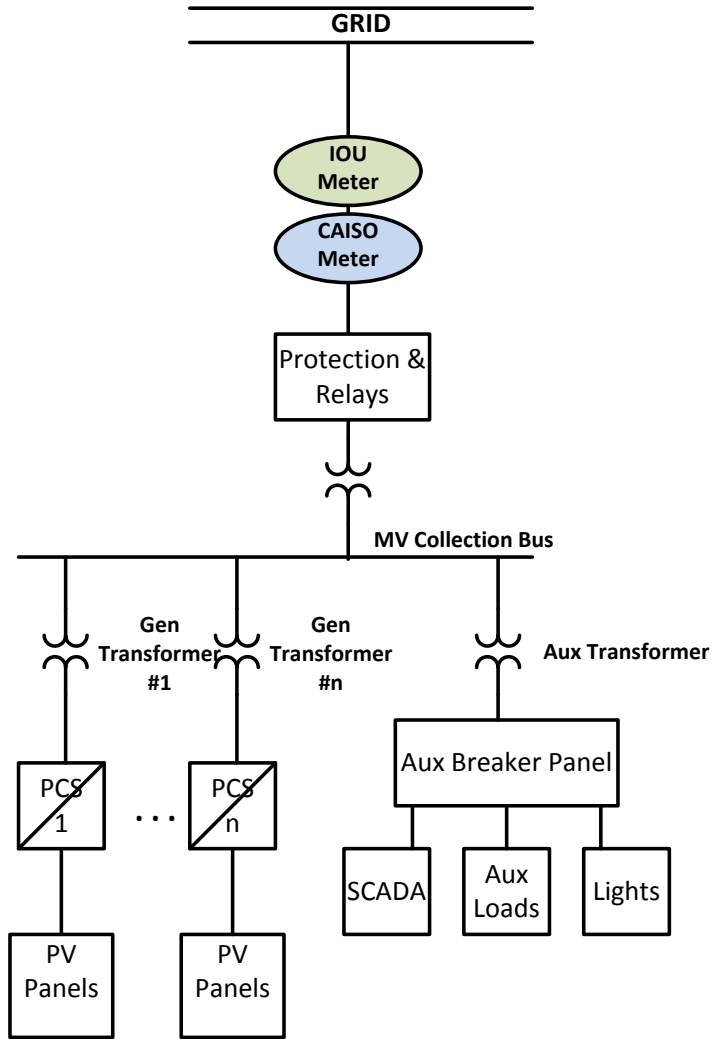 GRID
IOU
Meter
CAISO
Meter
Protection &
Relays
MV Collection Bus
Gen
Transformer
#1
Gen
Transformer
#n
Aux Transformer
Aux Breaker Panel
PCS
1
. . .
PCS
n
SCADA
Aux
Loads
Lights
PV
Panels
PV
Panels